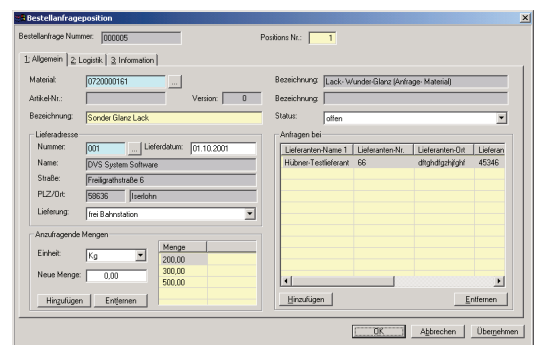 Bestellanfrageposition
Bestellanfrage Nummer: 000005 Positions Nr.: 1
1: Allgemein 2: Logistik 3: Information
Material: 0720000161 ... Bezeichnung: Lack- Wunder-Glanz (Anfrage- Material)
Artikel-Nr.: Version: 0 Bezeichnung:
Bezeichnung: Sonder Glanz Lack Status: offen
Lieferadresse Anfragen bei
Nummer: 001 ... Lieferdatum: 01.10.2001 Lieferanten-Name 1 Lieferanten-Nr. Lieferanten-Ort Lieferan
Name: DVS System Software Hübner-Testlieferant 66 45346
Straße: Freiligrathstraße 6
PLZ/Ort: 58636 Iserlohn
Lieferung: frei Bahnstation
Anzufragende Mengen
Einheit: Kg Menge
200,00
Neue Menge: 0,00 300,00
500,00
Hinzufügen Entfernen Hinzufügen Entfernen
OK Abbrechen Übernehmen